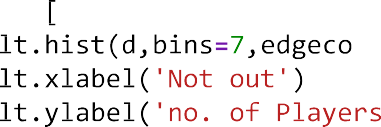 [
lt.hist(d,bins=7,edgeco
lt.xlabel('Not out')
lt.ylabel('no. of Players